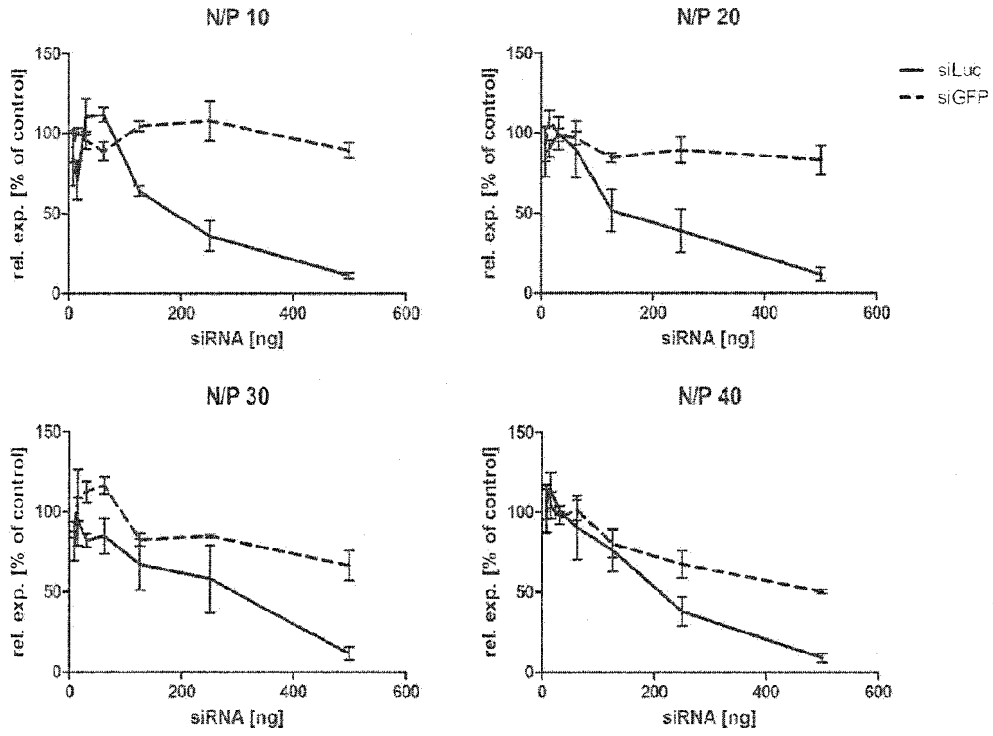 N/P 10
N/P 20
150
100
50
0
rel. exp. [% of control]
0 200 400 600
siRNA [ng]
150
100
50
0
rel. exp. [% of control]
0 200 400 600
siRNA [ng]
siLuc
siGFP
N/P 30
N/P 40
150
100
50
0
rel. exp. [% of control]
0 200 400 600
siRNA [ng]
150
100
50
0
rel. exp. [% of control]
0 200 400 600
siRNA [ng]